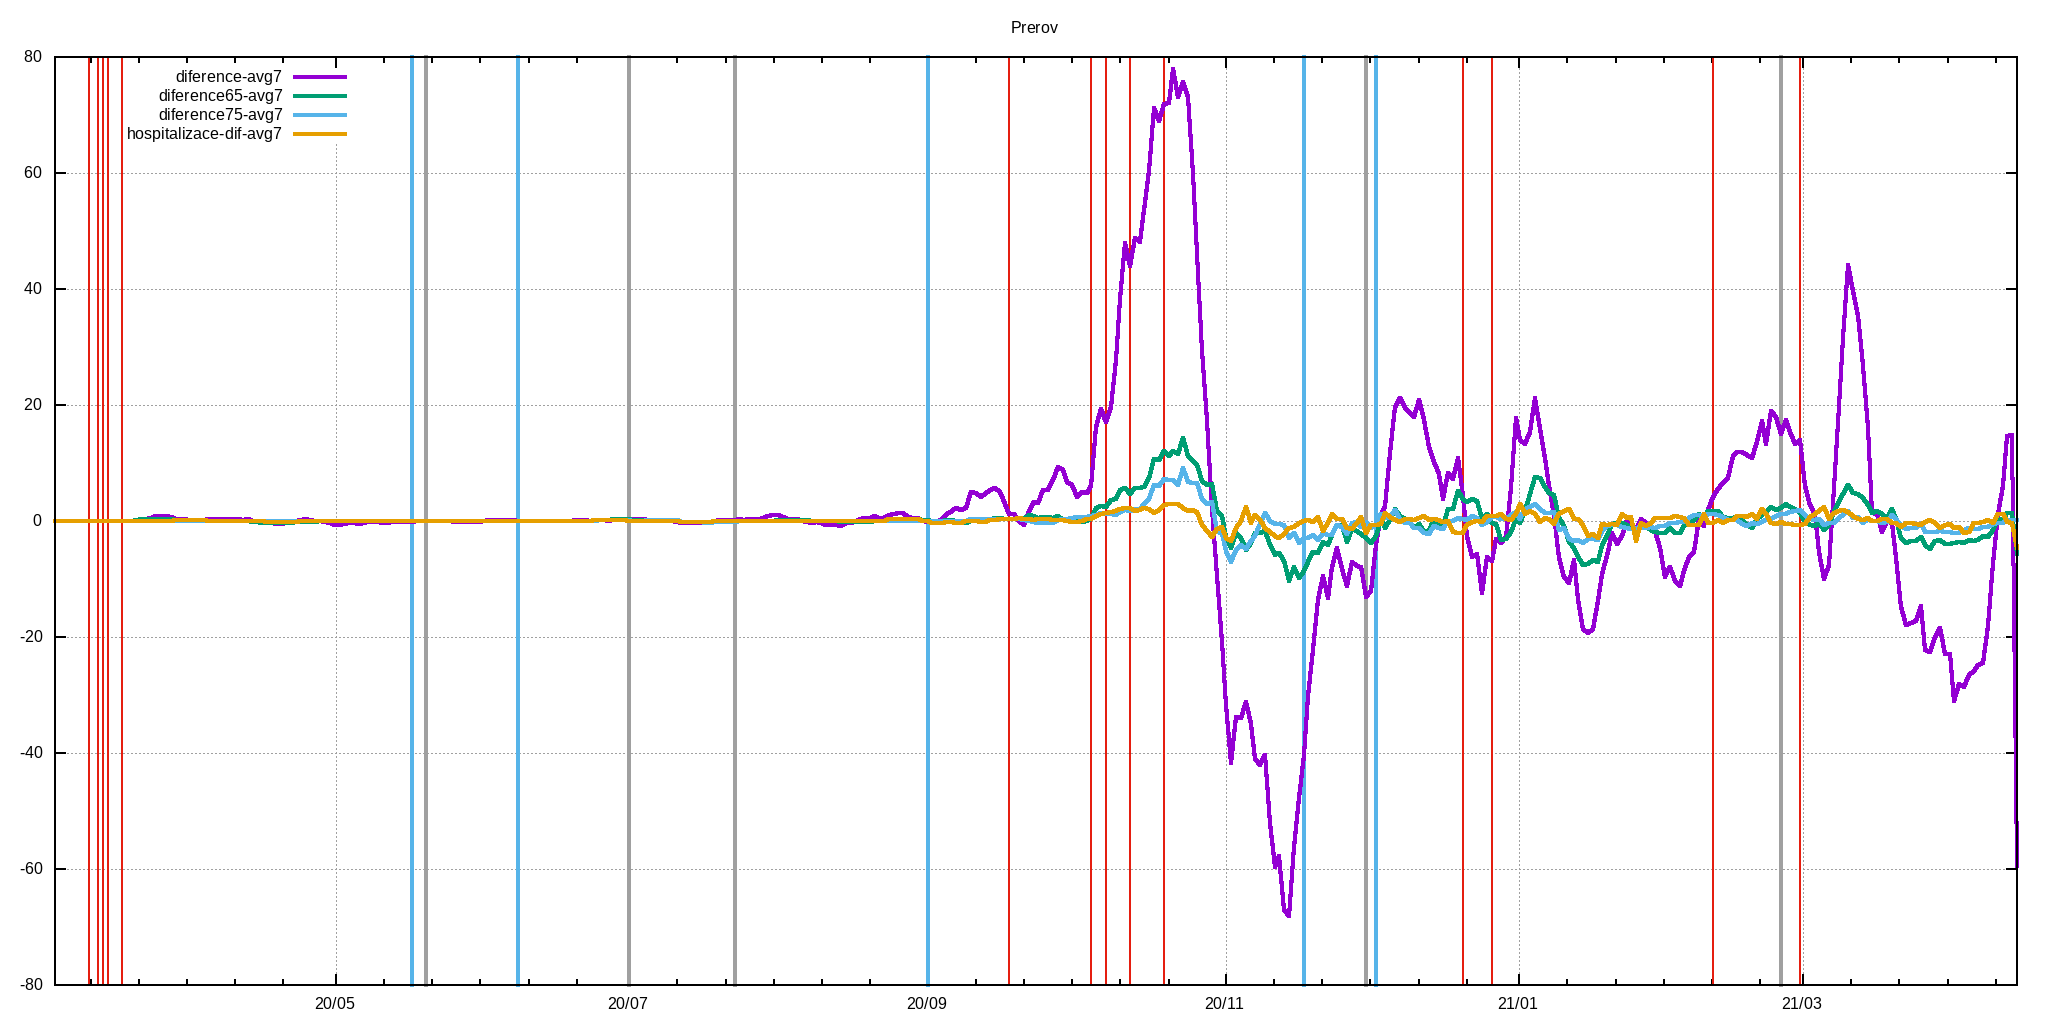 Prerov
diference-avg7
diference65-avg7
diference75-avg7
hospitalizace-dif-avg7
80
60
40
20
0
-20
-40
-60
-80
20/05 20/07 20/09 20/11 21/01 21/03